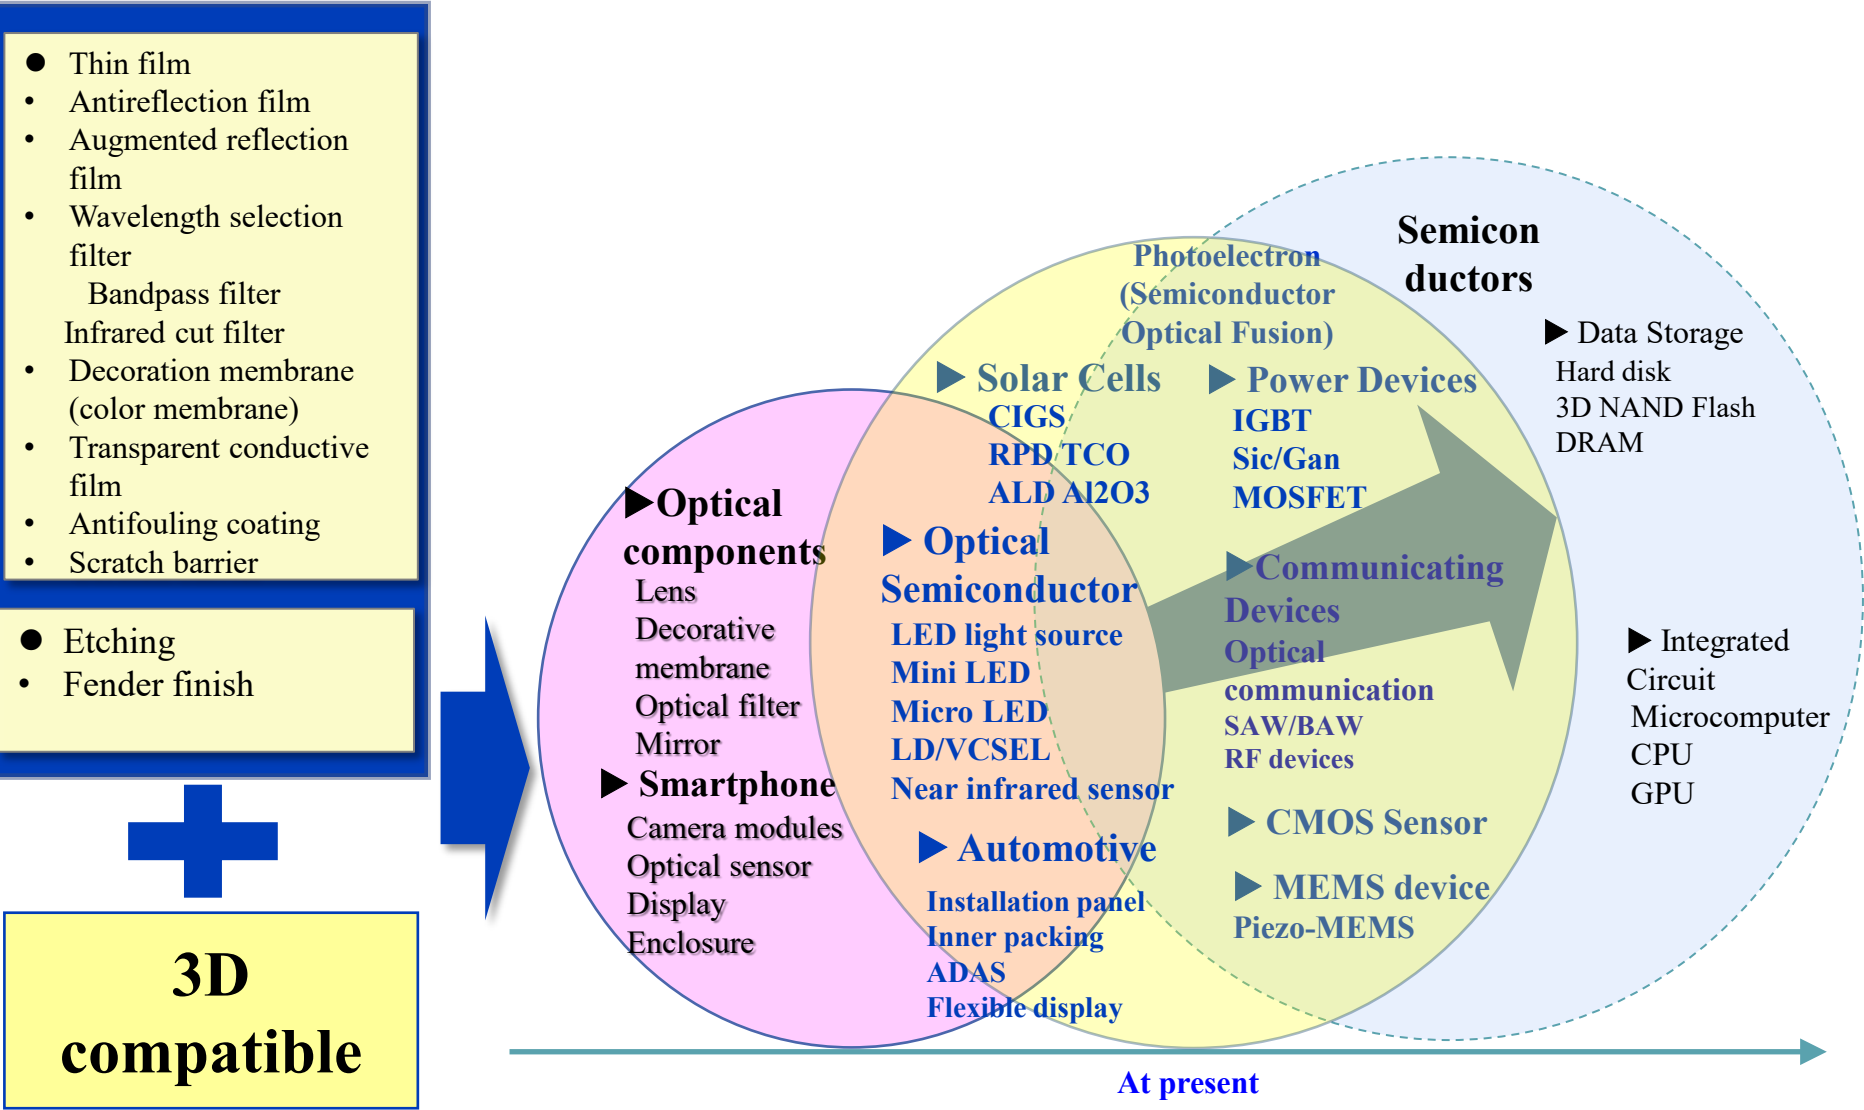 ● Thin film
• Antireflection film
• Augmented reflection
film
• Wavelength selection
filter
Bandpass filter
Infrared cut filter
• Decoration membrane
(color membrane)
• Transparent conductive
film
• Antifouling coating
• Scratch barrier
● Etching
• Fender finish
3D
compatible
▶Optical
components
Lens
Decorative
membrane
Optical filter
Mirror
▶ Smartphone
Camera modules
Optical sensor
Display
Enclosure
Photoelectron
(Semiconductor
Optical Fusion)
▶ Solar Cells
CIGS
RPD TCO
ALD Al2O3
▶ Optical
Semiconductor
LED light source
Mini LED
Micro LED
LD/VCSEL
Near infrared sensor
▶ Automotive
Installation panel
Inner packing
ADAS
Flexible display
▶ Power Devices
IGBT
Sic/Gan
MOSFET
▶Communicating
Devices
Optical
communication
SAW/BAW
RF devices
▶ CMOS Sensor
▶ MEMS device
Piezo-MEMS
Semicon
ductors
▶ Data Storage
Hard disk
3D NAND Flash
DRAM
▶ Integrated
Circuit
Microcomputer
CPU
GPU
At present